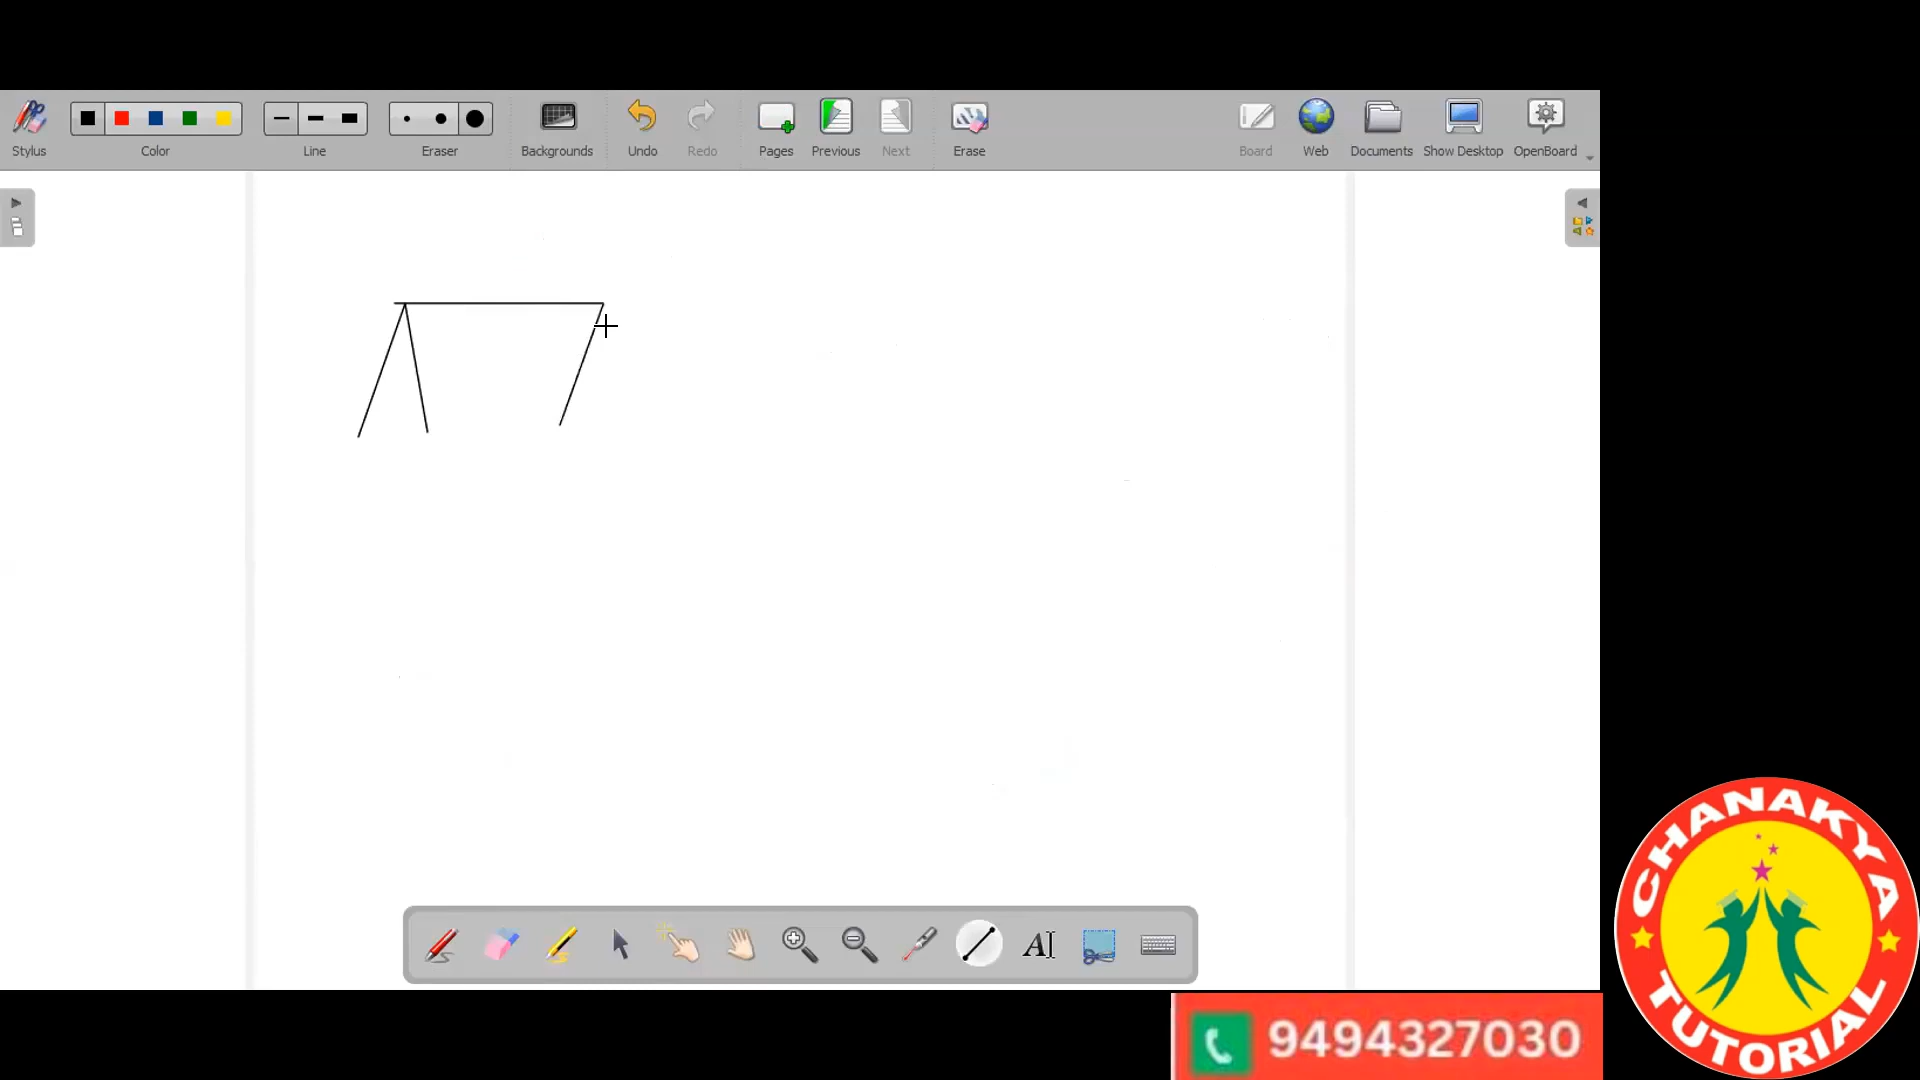 Stylus Color Line Eraser Backgrounds Undo Redo Pages Previous Next Erase Board Web Documents Show Desktop OpenBoard
A
CHANAKYA
TUTORIAL
9494327030